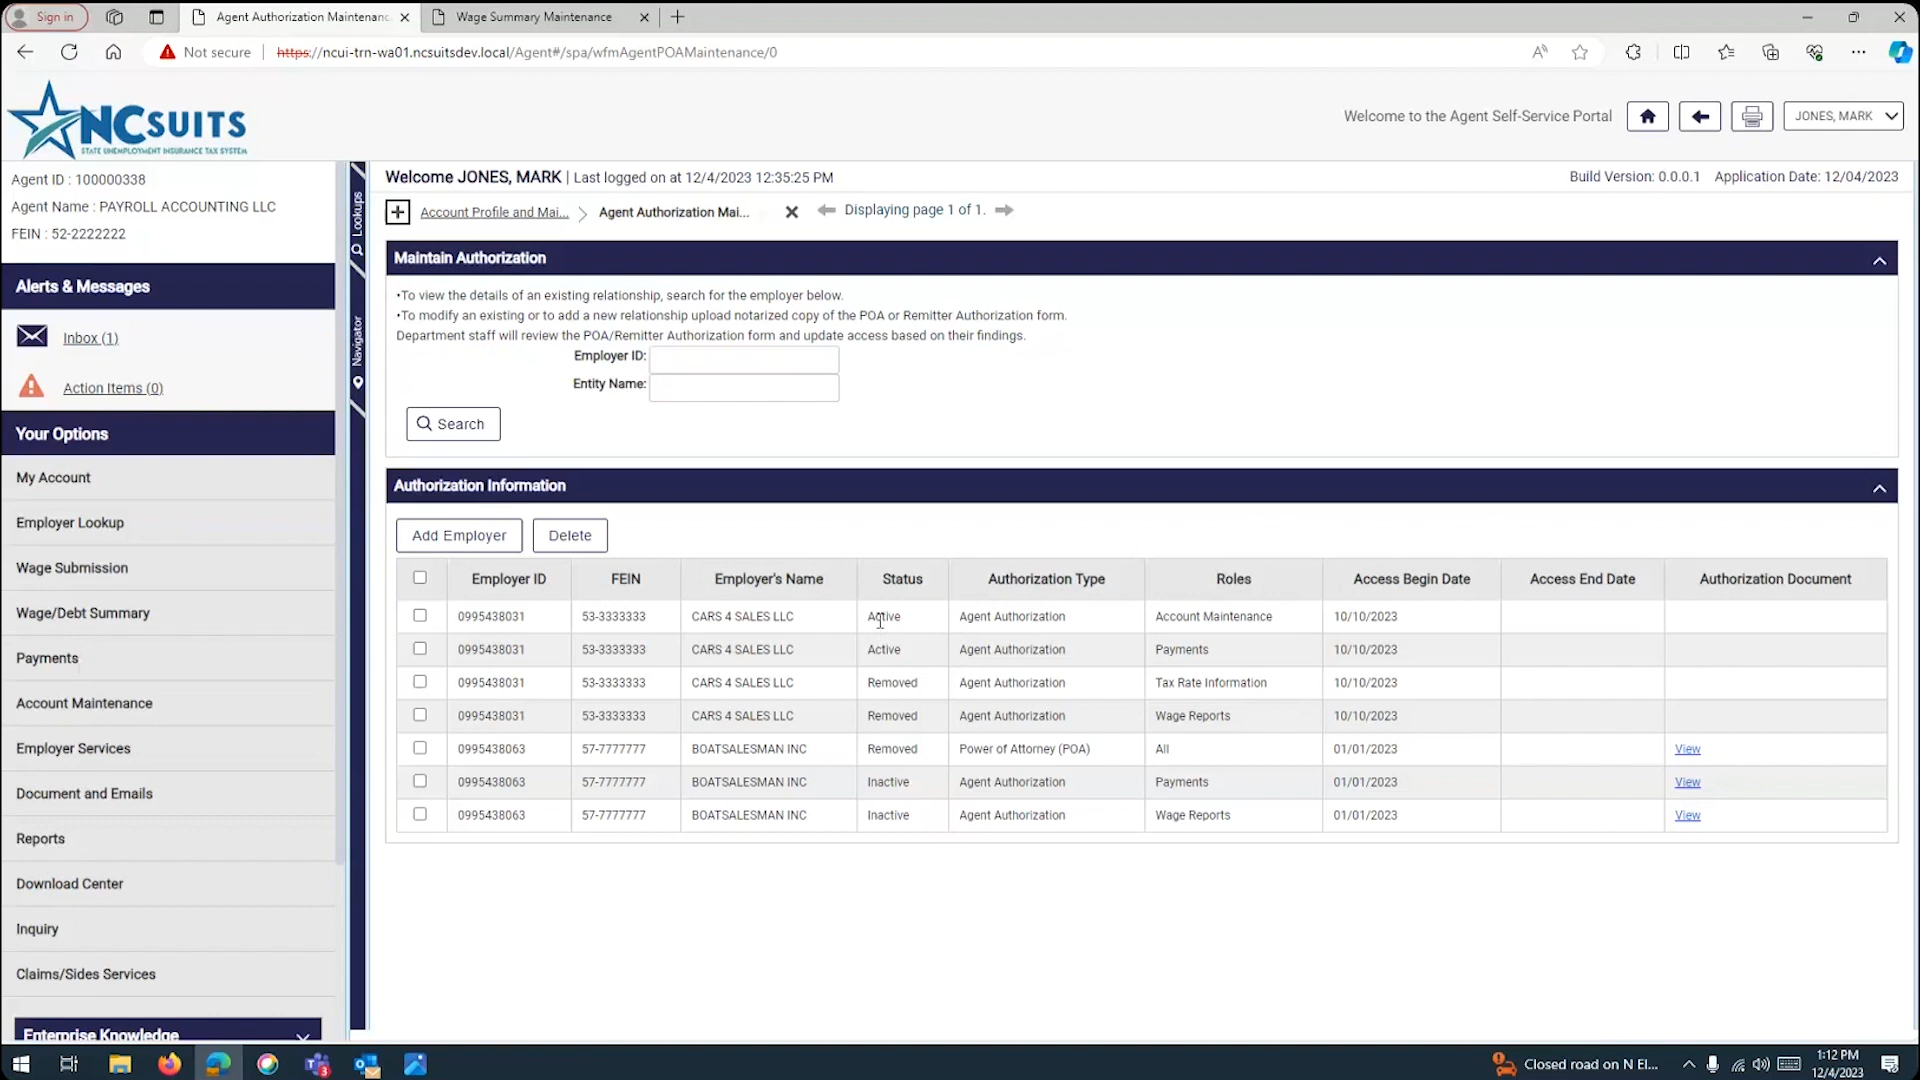 Sign in
Agent Authorization Maintenanc
Wage Summary Maintenance
Not secure
https://ncui-trn-wa01.ncsuitsdev.local/Agent#/spa/wfmAgentPOAMaintenance/0
NCSUITS
STATE UNEMPLOYMENT INSURANCE TAX SYSTEM
Welcome to the Agent Self-Service Portal
JONES, MARK
Agent ID : 100000338
Agent Name : PAYROLL ACCOUNTING LLC
FEIN : 52-2222222
Alerts & Messages
Inbox (1)
Action Items (0)
Your Options
My Account
Employer Lookup
Wage Submission
Wage/Debt Summary
Payments
Account Maintenance
Employer Services
Document and Emails
Reports
Download Center
Inquiry
Claims/Sides Services
Enterprise Knowledge
Lookups
Navigator
Welcome JONES, MARK | Last logged on at 12/4/2023 12:35:25 PM
Build Version: 0.0.0.1 Application Date: 12/04/2023
Account Profile and Mai... Agent Authorization Mai... Displaying page 1 of 1.
Maintain Authorization
•To view the details of an existing relationship, search for the employer below.
•To modify an existing or to add a new relationship upload notarized copy of the POA or Remitter Authorization form.
Department staff will review the POA/Remitter Authorization form and update access based on their findings.
Employer ID:
Entity Name:
Search
Authorization Information
Add Employer Delete
Employer ID FEIN Employer's Name Status Authorization Type Roles Access Begin Date Access End Date Authorization Document
0995438031 53-3333333 CARS 4 SALES LLC Active Agent Authorization Account Maintenance 10/10/2023
0995438031 53-3333333 CARS 4 SALES LLC Active Agent Authorization Payments 10/10/2023
0995438031 53-3333333 CARS 4 SALES LLC Removed Agent Authorization Tax Rate Information 10/10/2023
0995438031 53-3333333 CARS 4 SALES LLC Removed Agent Authorization Wage Reports 10/10/2023
0995438063 57-7777777 BOATSALESMAN INC Removed Power of Attorney (POA) All 01/01/2023 View
0995438063 57-7777777 BOATSALESMAN INC Inactive Agent Authorization Payments 01/01/2023 View
0995438063 57-7777777 BOATSALESMAN INC Inactive Agent Authorization Wage Reports 01/01/2023 View
Closed road on N El...
1:12 PM
12/4/2023